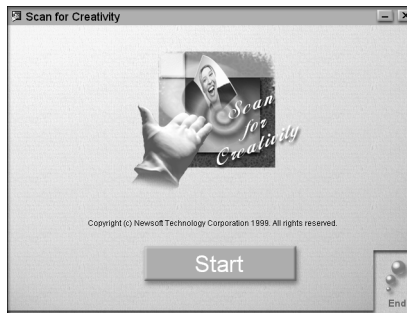 Scan for Creativity
Scan
for
Creativity
Copyright (c) Newsoft Technology Corporation 1999. All rights reserved.
Start
End